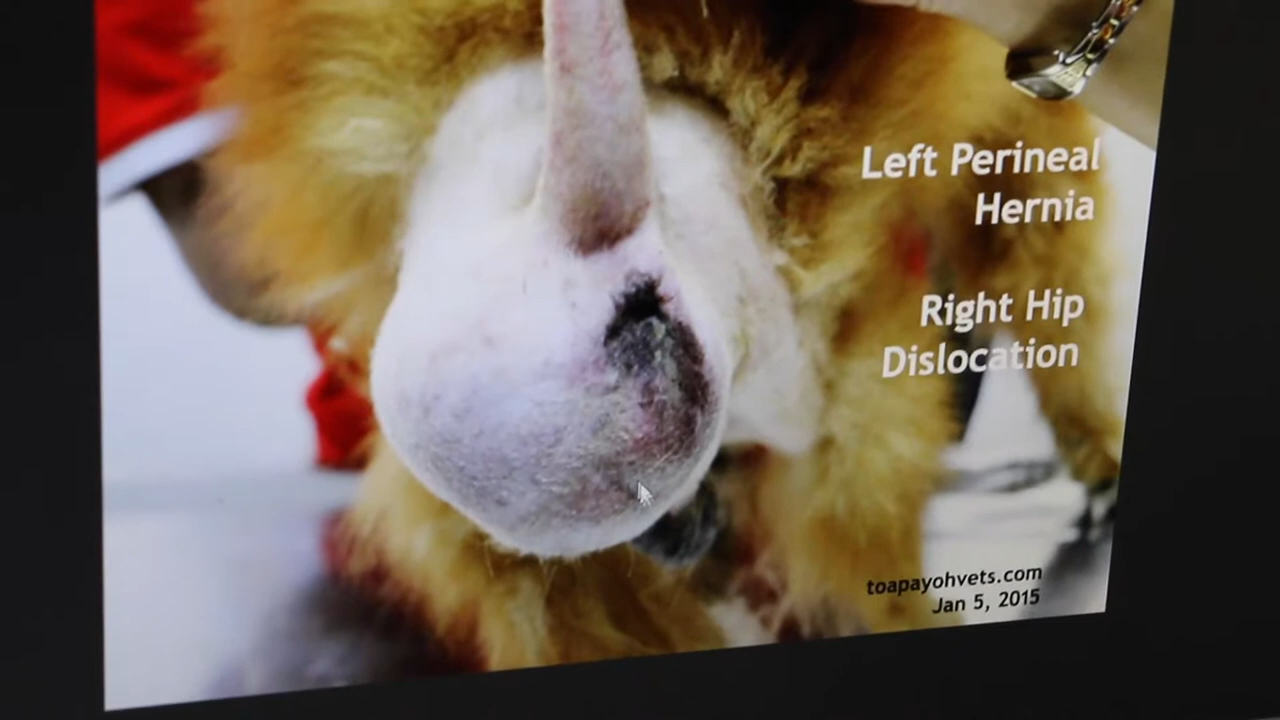 Left Perineal
Hernia
Right Hip
Dislocation
toapayohvets.com
Jan 5, 2015